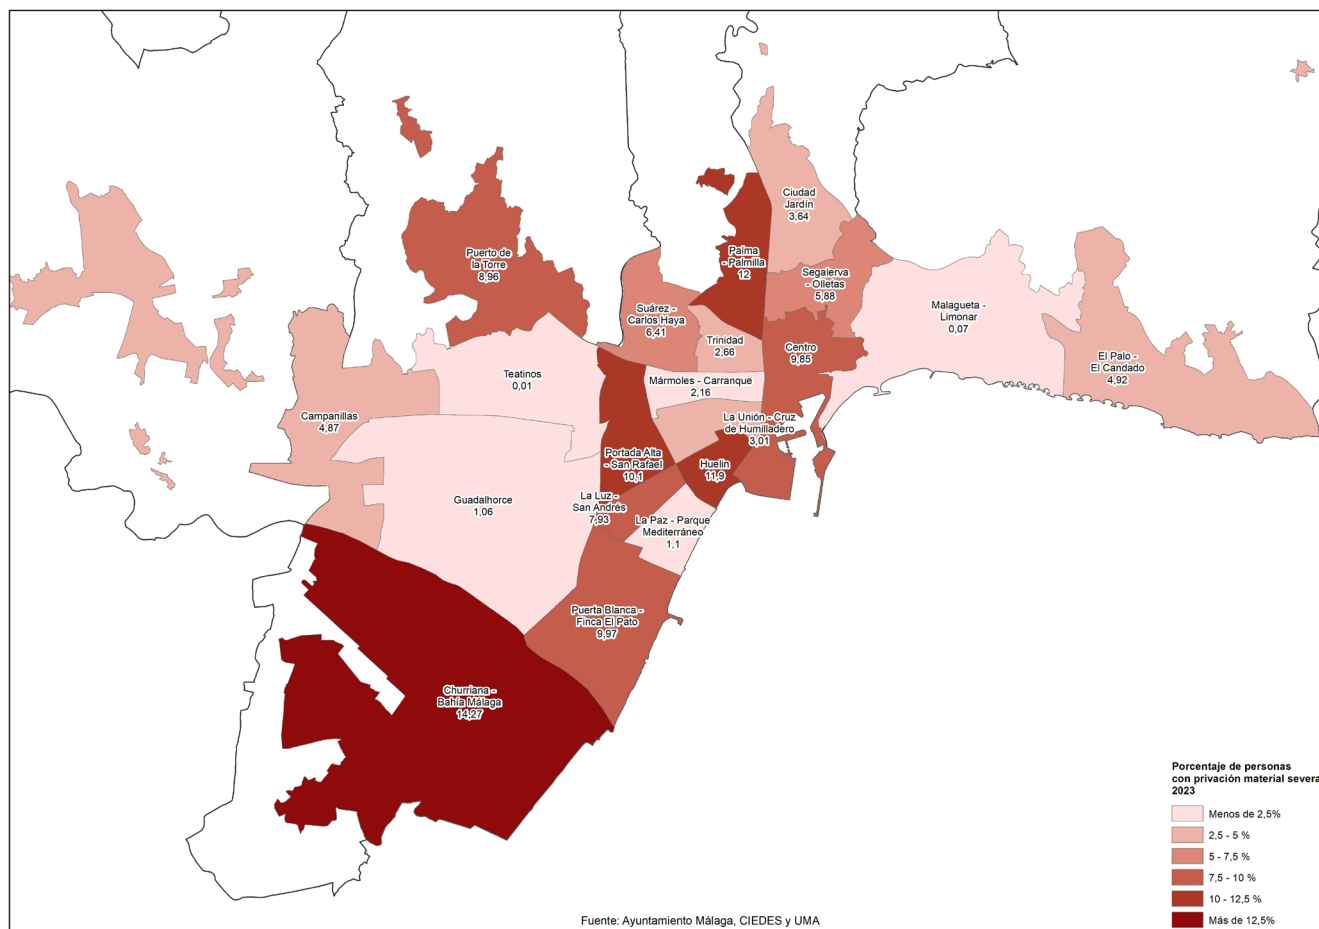 Ciudad
Jardín
3,64
Puerto de
la Torre
8,96
Palma
- Palmilla
12
Segalerva
- Olletas
5,88
Malagueta -
Limonar
0,07
Suárez -
Carlos Haya
6,41
Trinidad
2,66
Centro
9,85
El Palo -
El Candado
4,92
Teatinos
0,01
Mármoles - Carranque
2,16
Campanillas
4,87
La Unión - Cruz
de Humilladero
3,01
Portada Alta
- San Rafael
10,1
Huelin
11,9
Guadalhorce
1,06
La Luz -
San Andrés
7,93
La Paz - Parque
Mediterráneo
1,1
Puerta Blanca -
Finca El Pato
9,97
Churriana -
Bahía Málaga
14,27
Porcentaje de personas
con privación material severa
2023
Menos de 2,5%
2,5 - 5 %
5 - 7,5 %
7,5 - 10 %
10 - 12,5 %
Más de 12,5%
Fuente: Ayuntamiento Málaga, CIEDES y UMA